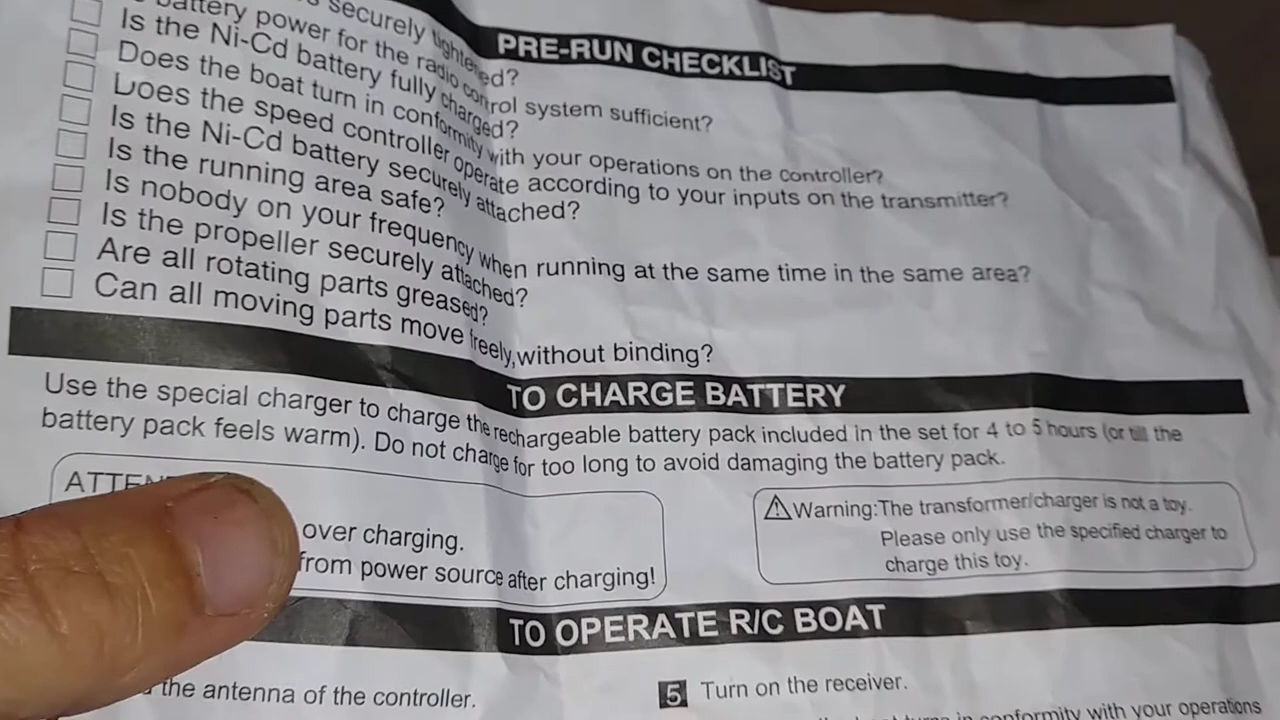 PRE-RUN CHECKLIST
securely tightened?
battery power for the radio control system sufficient?
Is the Ni-Cd battery fully charged?
Does the boat turn in conformity with your operations on the controller?
Does the speed controller operate according to your inputs on the transmitter?
Is the Ni-Cd battery securely attached?
Is the running area safe?
Is nobody on your frequency when running at the same time in the same area?
Is the propeller securely attached?
Are all rotating parts greased?
Can all moving parts move freely, without binding?
TO CHARGE BATTERY
Use the special charger to charge the rechargeable battery pack included in the set for 4 to 5 hours (or till the
battery pack feels warm). Do not charge for too long to avoid damaging the battery pack.
over charging.
from power source after charging!
⚠Warning:The transformer/charger is not a toy.
Please only use the specified charger to
charge this toy.
TO OPERATE R/C BOAT
the antenna of the controller.
5 Turn on the receiver.
in conformity with your operations